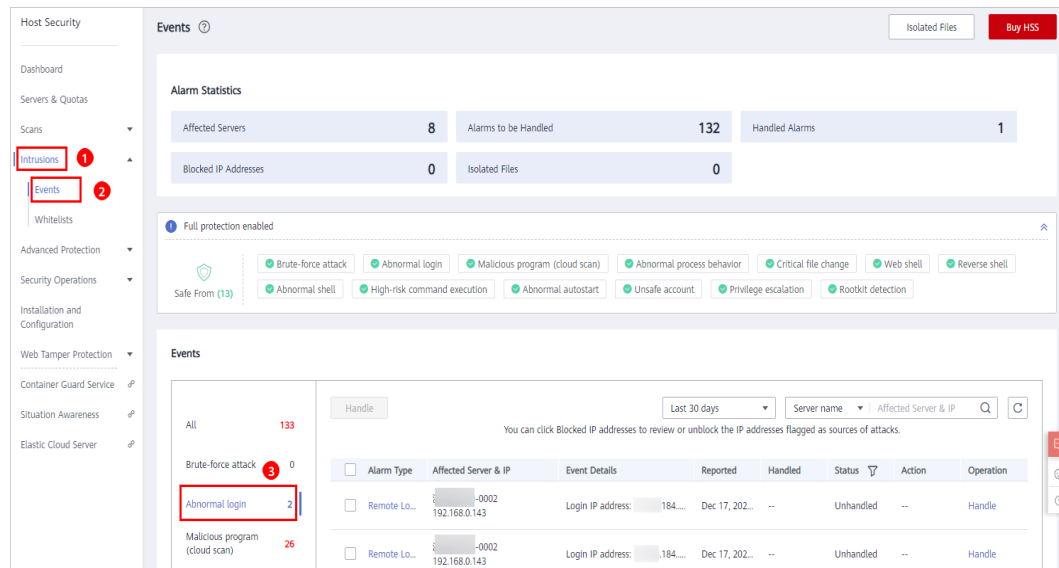 Host Security
Events ?
Isolated Files
Buy HSS
Dashboard
Servers & Quotas
Scans
Intrusions 1
Events 2
Whitelists
Advanced Protection
Security Operations
Installation and
Configuration
Web Tamper Protection
Container Guard Service
Situation Awareness
Elastic Cloud Server
Alarm Statistics
Affected Servers 8
Alarms to be Handled 132
Handled Alarms 1
Blocked IP Addresses 0
Isolated Files 0
! Full protection enabled
Safe From (13)
Brute-force attack
Abnormal login
Malicious program (cloud scan)
Abnormal process behavior
Critical file change
Web shell
Reverse shell
Abnormal shell
High-risk command execution
Abnormal autostart
Unsafe account
Privilege escalation
Rootkit detection
Events
All 133
Brute-force attack 0
3
Abnormal login 2
Malicious program
(cloud scan) 26
Handle
Last 30 days
Server name
Affected Server & IP
You can click Blocked IP addresses to review or unblock the IP addresses flagged as sources of attacks.
Alarm Type Affected Server & IP Event Details Reported Handled Status Action Operation
Remote Lo... -0002 Login IP address: 184.... Dec 17, 202... -- Unhandled -- Handle
192.168.0.143
Remote Lo... -0002 Login IP address: .184.... Dec 17, 202... -- Unhandled -- Handle
192.168.0.143